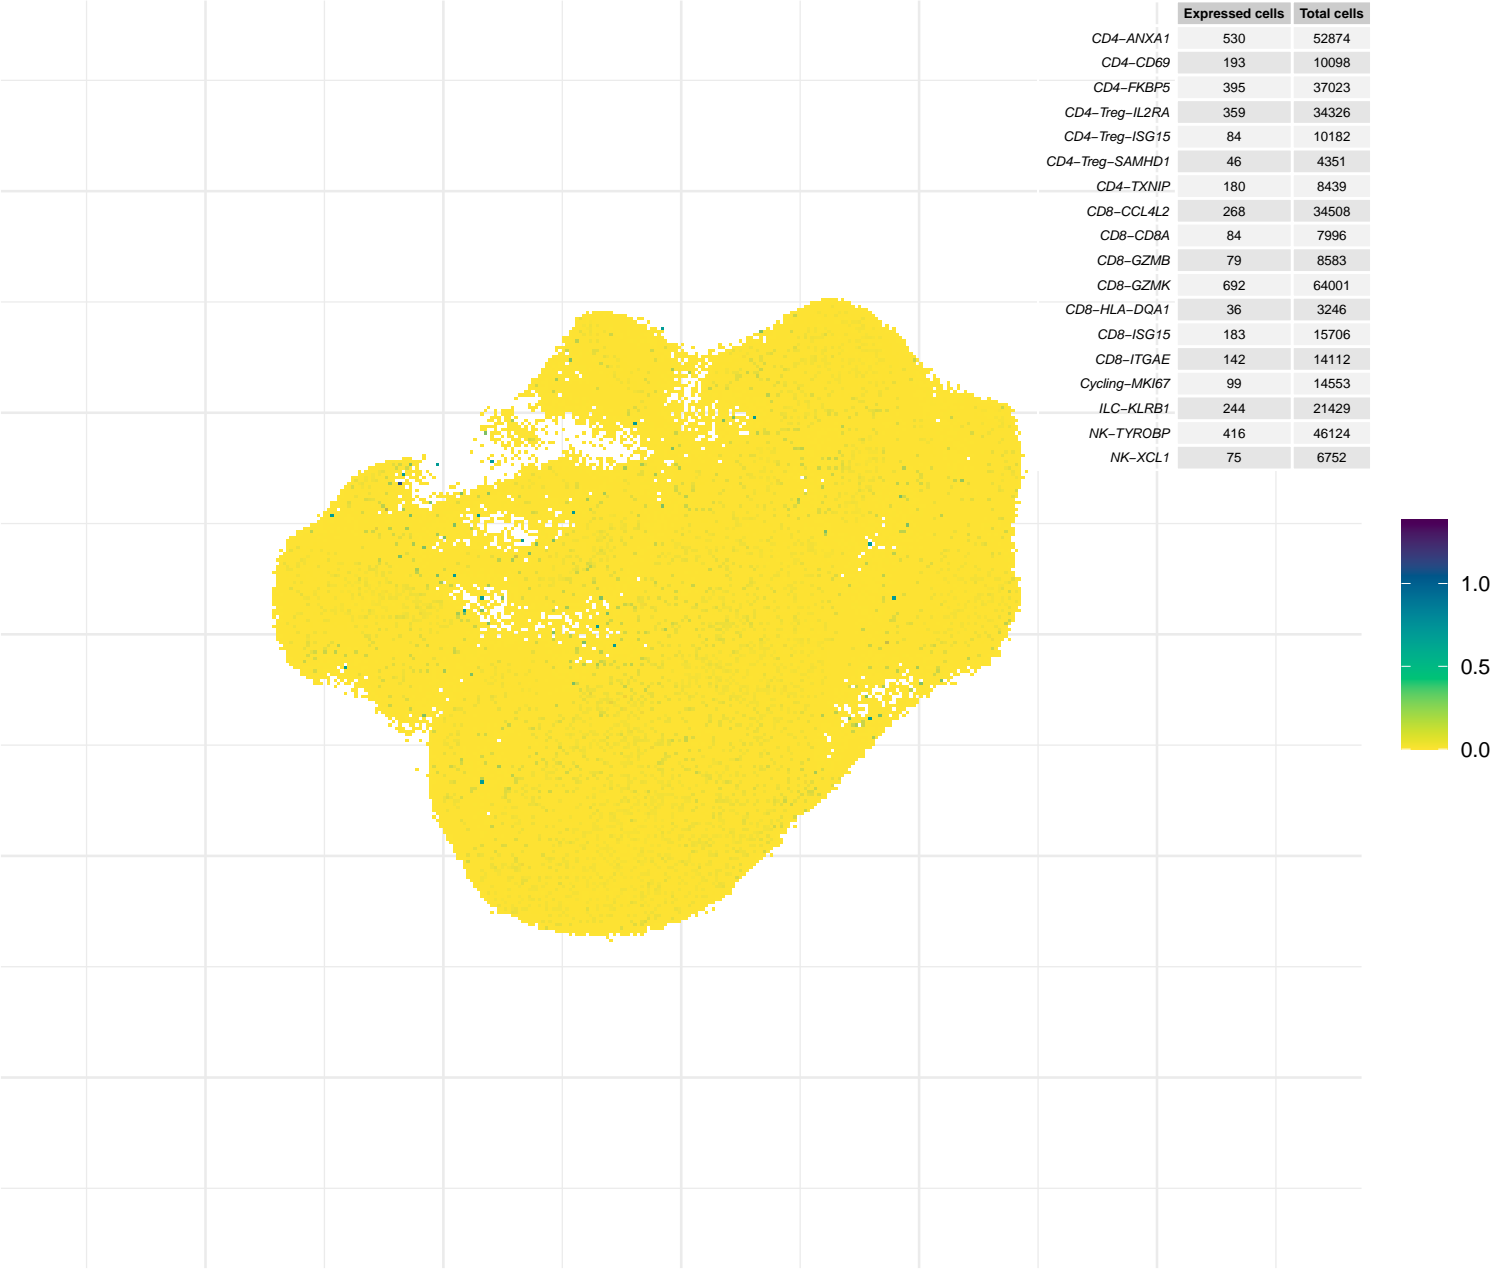 Expressed cells Total cells
CD4−ANXA1 530 52874
CD4−CD69 193 10098
CD4−FKBP5 395 37023
CD4−Treg−IL2RA 359 34326
CD4−Treg−ISG15 84 10182
CD4−Treg−SAMHD1 46 4351
CD4−TXNIP 180 8439
CD8−CCL4L2 268 34508
CD8−CD8A 84 7996
CD8−GZMB 79 8583
CD8−GZMK 692 64001
CD8−HLA−DQA1 36 3246
CD8−ISG15 183 15706
CD8−ITGAE 142 14112
Cycling−MKI67 99 14553
ILC−KLRB1 244 21429
NK−TYROBP 416 46124
NK−XCL1 75 6752
1.0
0.5
0.0